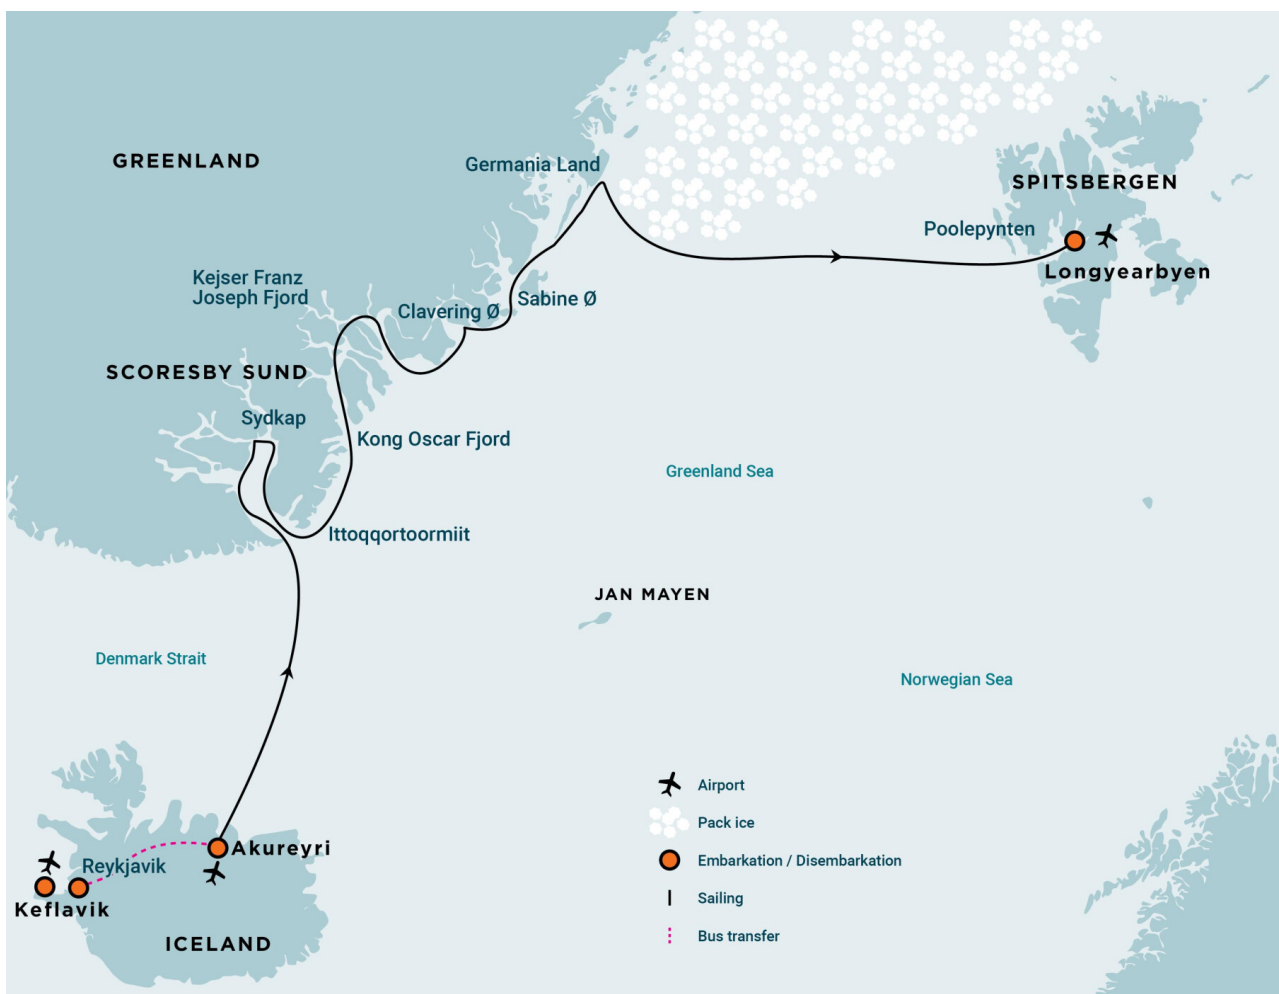 GREENLAND
Germania Land
SPITSBERGEN
Poolepynten
Longyearbyen
Kejser Franz
Joseph Fjord
Clavering Ø
Sabine Ø
SCORESBY SUND
Sydkap
Kong Oscar Fjord
Greenland Sea
Ittoqqortoormiit
JAN MAYEN
Denmark Strait
Norwegian Sea
Airport
Pack ice
Akureyri
Reykjavik
Embarkation / Disembarkation
Keflavik
Sailing
ICELAND
Bus transfer